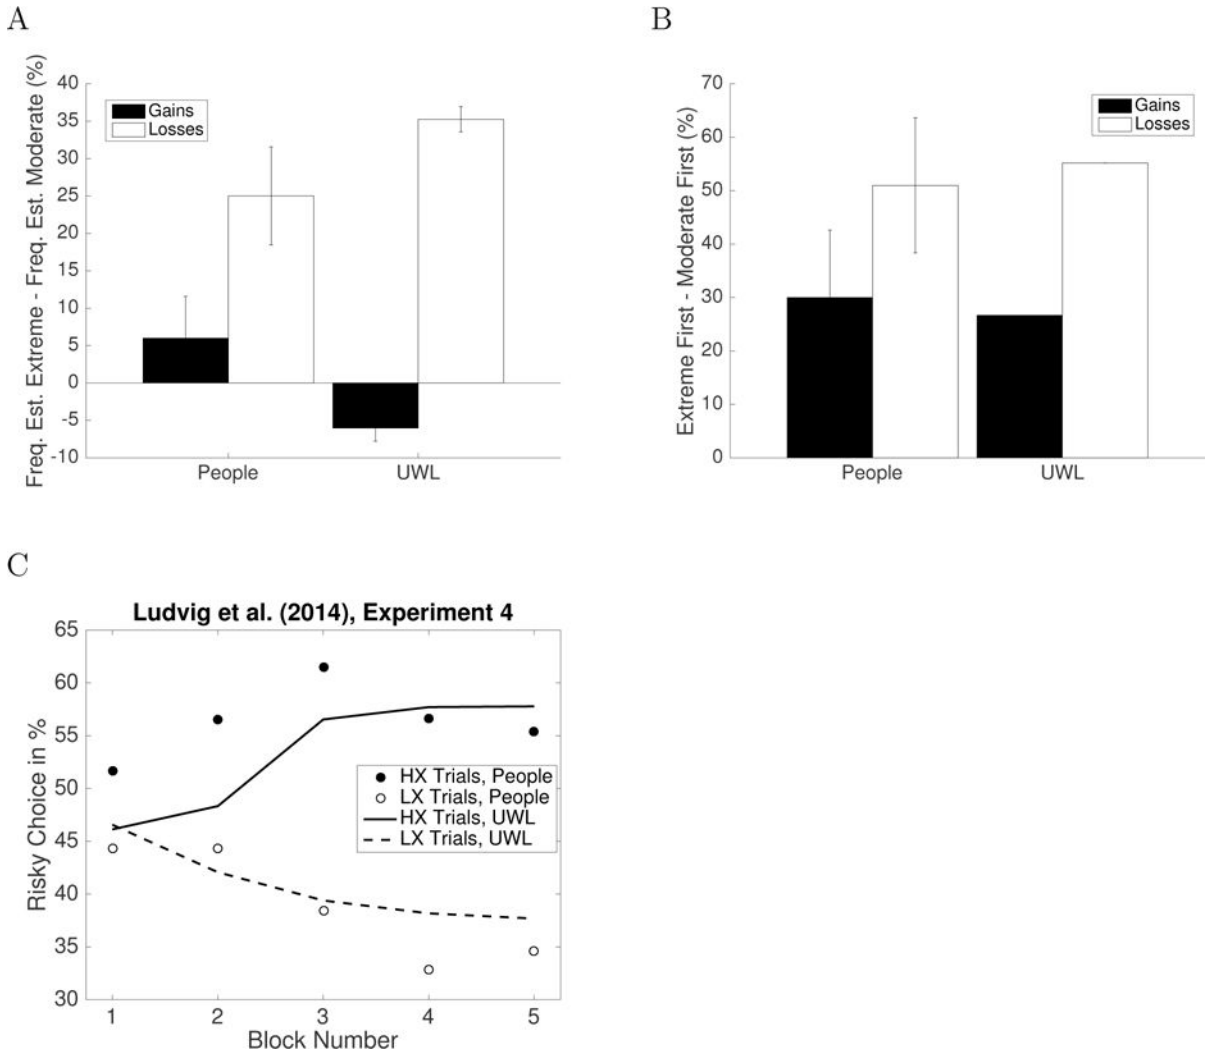 A
Freq. Est. Extreme - Freq. Est. Moderate (%)
40
35
30
25
20
15
10
5
0
-5
-10
Gains
Losses
People
UWL
B
Extreme First - Moderate First (%)
70
60
50
40
30
20
10
0
Gains
Losses
People
UWL
C
Ludvig et al. (2014), Experiment 4
Risky Choice in %
65
60
55
50
45
40
35
30
HX Trials, People
LX Trials, People
HX Trials, UWL
LX Trials, UWL
1 2 3 4 5
Block Number